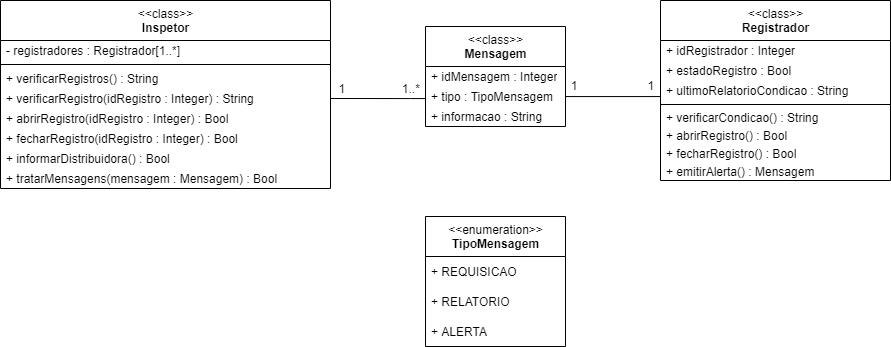 <<class>>
Inspetor
- registradores : Registrador[1..*]
+ verificarRegistros() : String
+ verificarRegistro(idRegistro : Integer) : String
+ abrirRegistro(idRegistro : Integer) : Bool
+ fecharRegistro(idRegistro : Integer) : Bool
+ informarDistribuidora() : Bool
+ tratarMensagens(mensagem : Mensagem) : Bool
1
1..*
<<class>>
Mensagem
+ idMensagem : Integer
+ tipo : TipoMensagem
+ informacao : String
1
1
<<class>>
Registrador
+ idRegistrador : Integer
+ estadoRegistro : Bool
+ ultimoRelatorioCondicao : String
+ verificarCondicao() : String
+ abrirRegistro() : Bool
+ fecharRegistro() : Bool
+ emitirAlerta() : Mensagem
<<enumeration>>
TipoMensagem
+ REQUISICAO
+ RELATORIO
+ ALERTA